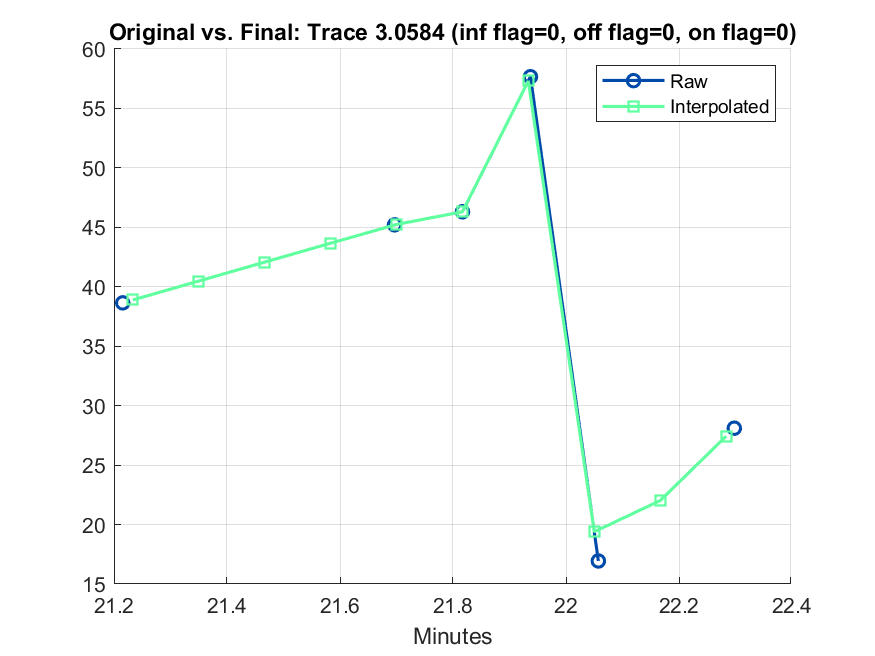 Original vs. Final: Trace 3.0584 (inf flag=0, off flag=0, on flag=0)
60
55
50
45
40
35
30
25
20
15
Raw
Interpolated
21.2 21.4 21.6 21.8 22 22.2 22.4
Minutes